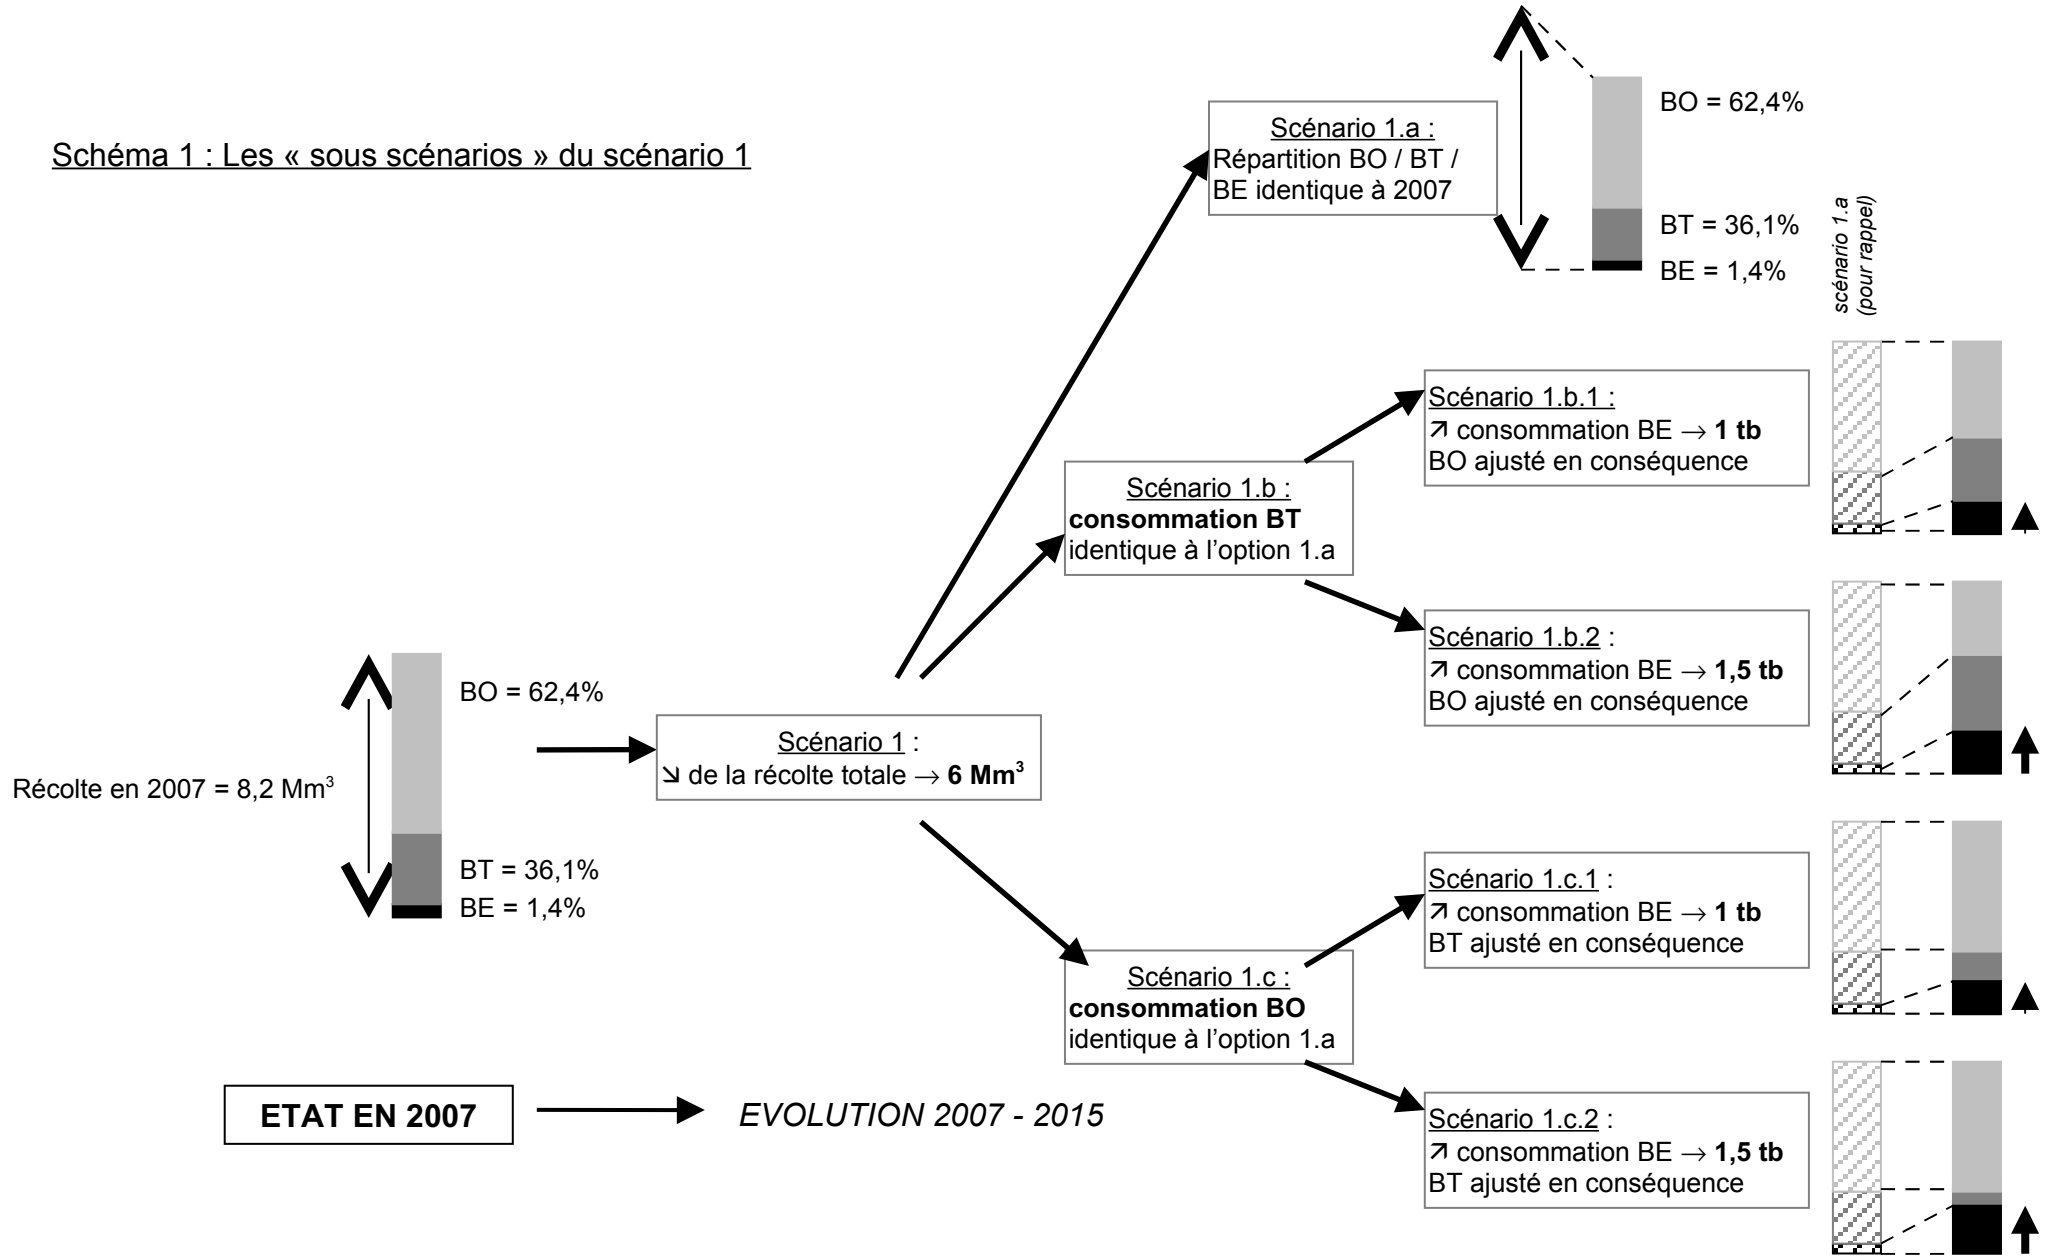 Schéma 1 : Les « sous scénarios » du scénario 1
Scénario 1.a :
Répartition BO / BT /
BE identique à 2007
BO = 62,4%
BT = 36,1%
BE = 1,4%
scénario 1.a
(pour rappel)
Scénario 1.b.1 :
↗ consommation BE → 1 tb
BO ajusté en conséquence
Scénario 1.b :
consommation BT
identique à l’option 1.a
Scénario 1.b.2 :
↗ consommation BE → 1,5 tb
BO ajusté en conséquence
BO = 62,4%
Récolte en 2007 = 8,2 Mm³
BT = 36,1%
BE = 1,4%
Scénario 1 :
↘ de la récolte totale → 6 Mm³
Scénario 1.c.1 :
↗ consommation BE → 1 tb
BT ajusté en conséquence
Scénario 1.c :
consommation BO
identique à l’option 1.a
Scénario 1.c.2 :
↗ consommation BE → 1,5 tb
BT ajusté en conséquence
ETAT EN 2007
EVOLUTION 2007 - 2015